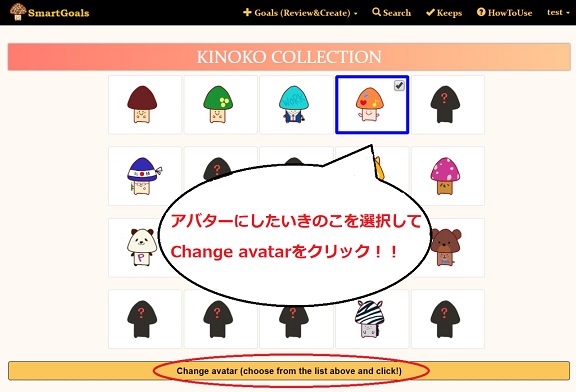 SmartGoals
Goals (Review&Create)
Search
Keeps
HowToUse
test
KINOKO COLLECTION
?
?
?
アバターにしたいきのこを選択して
Change avatarをクリック！！
P
?
?
?
?
Change avatar (choose from the list above and click!)